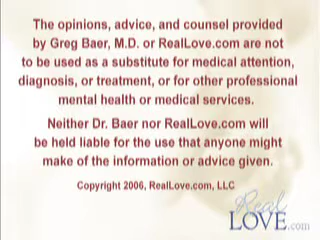 The opinions, advice, and counsel provided
by Greg Baer, M.D. or RealLove.com are not
to be used as a substitute for medical attention,
diagnosis, or treatment, or for other professional
mental health or medical services.
Neither Dr. Baer nor RealLove.com will
be held liable for the use that anyone might
make of the information or advice given.
Copyright 2006, RealLove.com, LLC
Real
LOVE.com